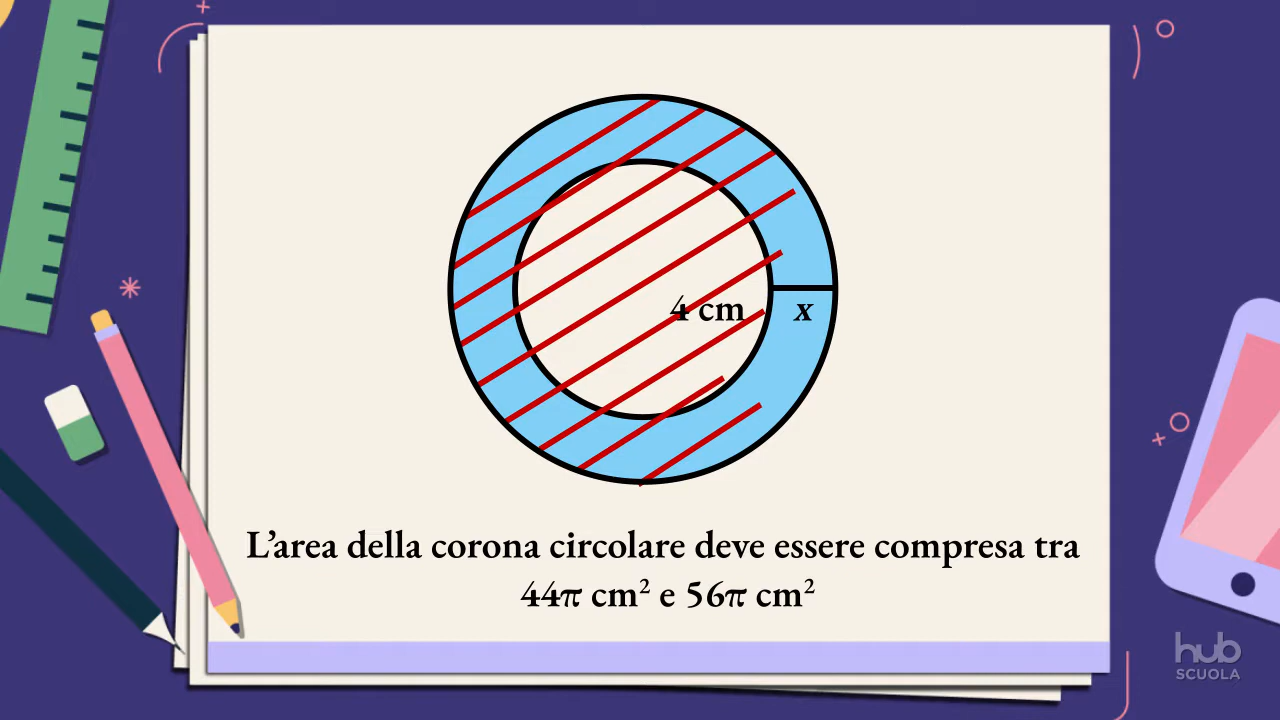 4 cm
x
L’area della corona circolare deve essere compresa tra
44π cm² e 56π cm²
hub
SCUOLA